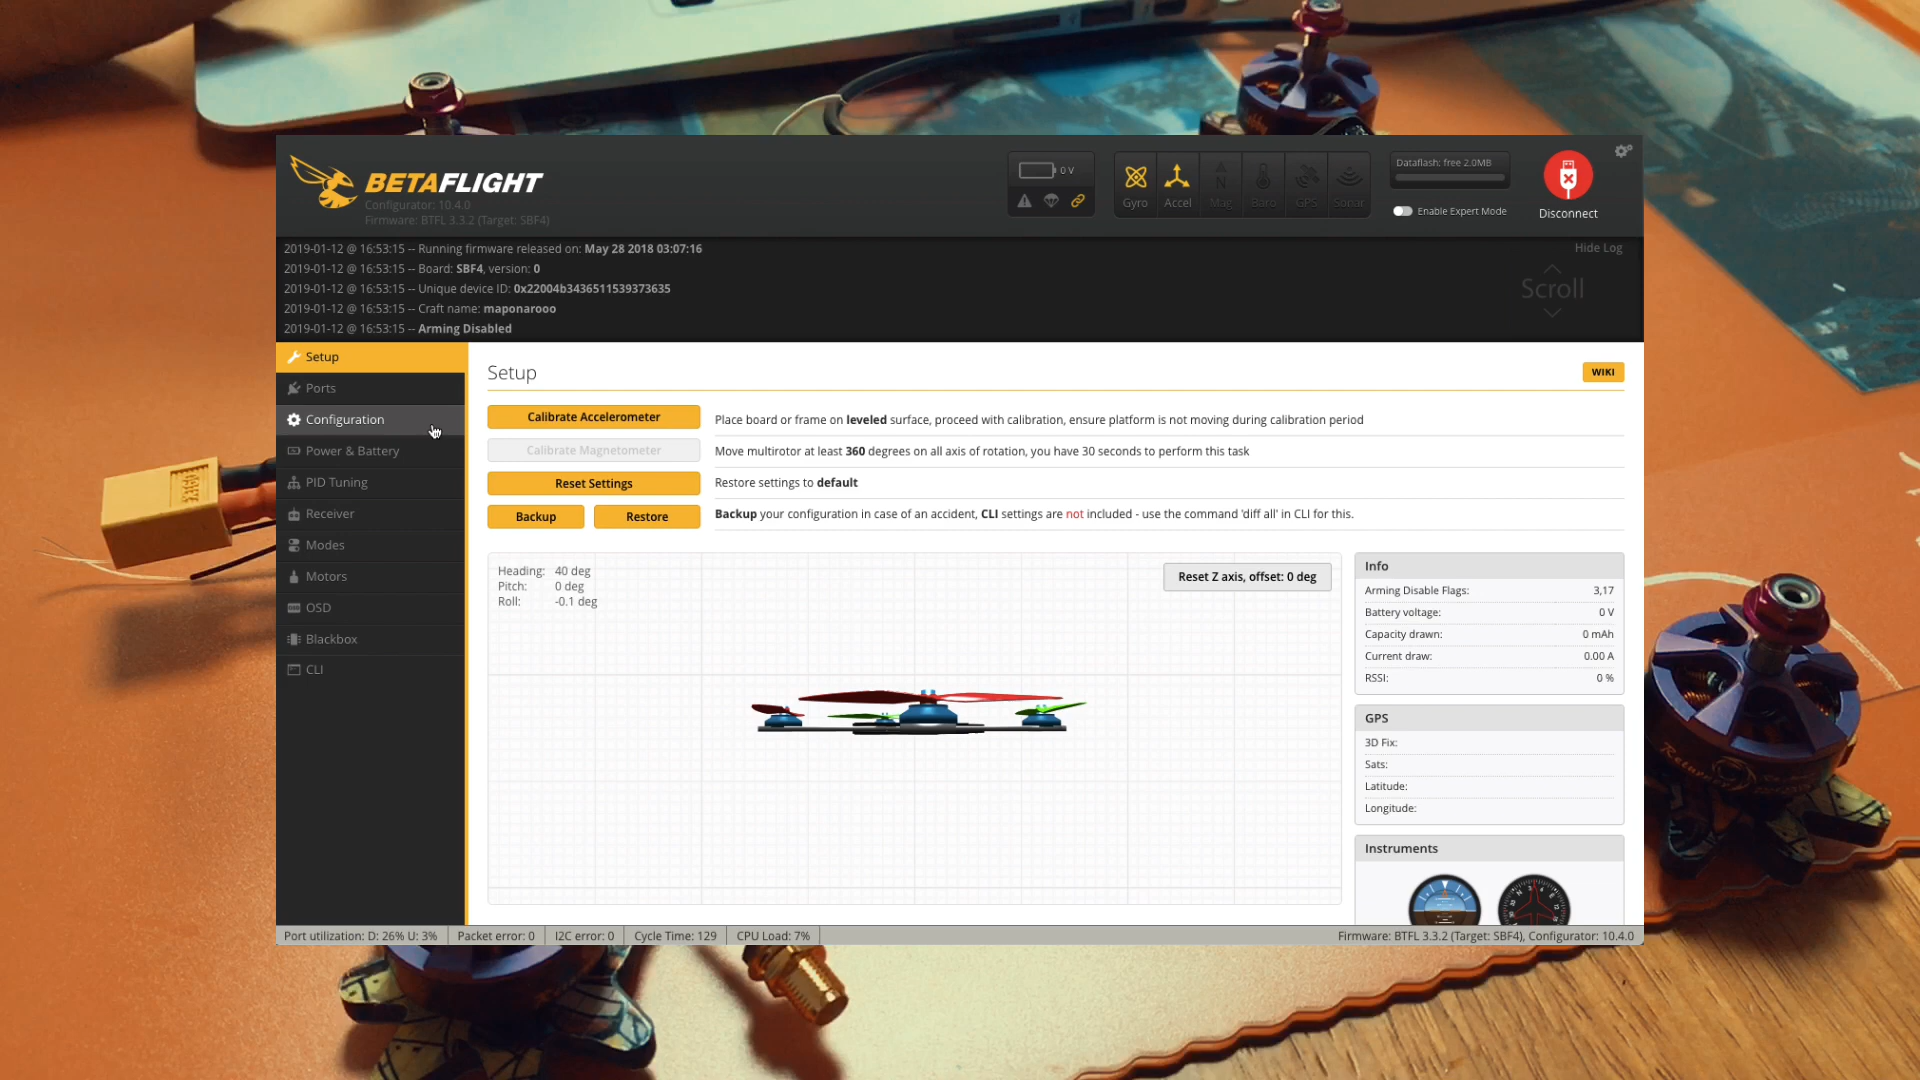 BETAFLIGHT
Configurator: 10.4.0
Firmware: BTFL 3.3.2 (Target: SBF4)
0 V
Gyro
Accel
Mag
Baro
GPS
Sonar
Dataflash: free 2.0MB
Enable Expert Mode
Disconnect
2019-01-12 @ 16:53:15 -- Running firmware released on: May 28 2018 03:07:16
2019-01-12 @ 16:53:15 -- Board: SBF4, version: 0
2019-01-12 @ 16:53:15 -- Unique device ID: 0x22004b3436511539373635
2019-01-12 @ 16:53:15 -- Craft name: maponarooo
2019-01-12 @ 16:53:15 -- Arming Disabled
Hide Log
Scroll
Setup
Ports
Configuration
Power & Battery
PID Tuning
Receiver
Modes
Motors
OSD
Blackbox
CLI
Setup
WIKI
Calibrate Accelerometer
Place board or frame on leveled surface, proceed with calibration, ensure platform is not moving during calibration period
Calibrate Magnetometer
Move multirotor at least 360 degrees on all axis of rotation, you have 30 seconds to perform this task
Reset Settings
Restore settings to default
Backup
Restore
Backup your configuration in case of an accident, CLI settings are not included - use the command 'diff all' in CLI for this.
Heading: 40 deg
Pitch: 0 deg
Roll: -0.1 deg
Reset Z axis, offset: 0 deg
Info
Arming Disable Flags: 3,17
Battery voltage: 0 V
Capacity drawn: 0 mAh
Current draw: 0.00 A
RSSI: 0 %
GPS
3D Fix:
Sats:
Latitude:
Longitude:
Instruments
Port utilization: D: 26% U: 3%
Packet error: 0
I2C error: 0
Cycle Time: 129
CPU Load: 7%
Firmware: BTFL 3.3.2 (Target: SBF4), Configurator: 10.4.0